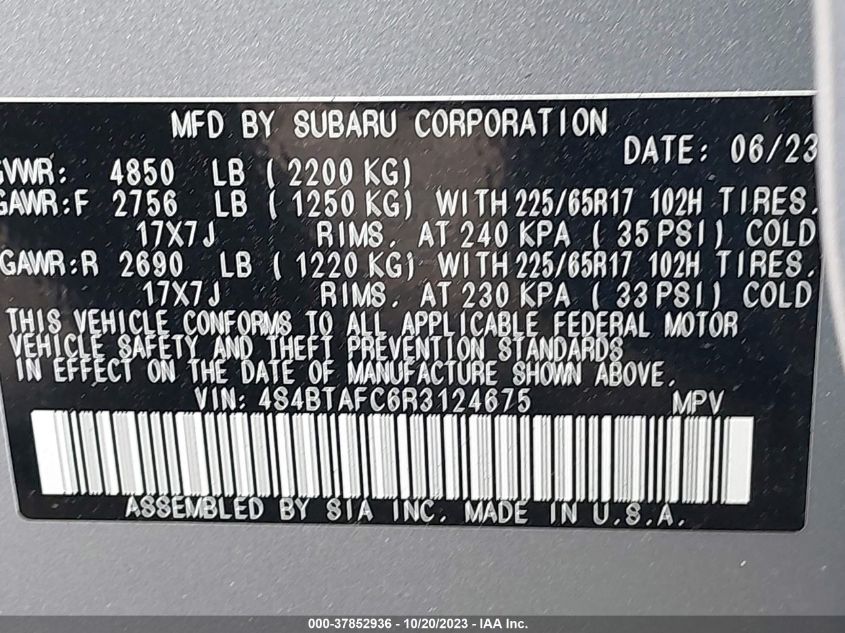 MFD BY SUBARU CORPORATION
DATE: 06/23
GVWR: 4850 LB ( 2200 KG)
GAWR:F 2756 LB ( 1250 KG) WITH 225/65R17 102H TIRES.
17X7J RIMS. AT 240 KPA ( 35 PSI) COLD
GAWR:R 2690 LB ( 1220 KG) WITH 225/65R17 102H TIRES.
17X7J RIMS. AT 230 KPA ( 33 PSI) COLD
THIS VEHICLE CONFORMS TO ALL APPLICABLE FEDERAL MOTOR
VEHICLE SAFETY AND THEFT PREVENTION STANDARDS
IN EFFECT ON THE DATE OF MANUFACTURE SHOWN ABOVE.
VIN: 4S4BTAFC6R3124675 MPV
ASSEMBLED BY SIA INC. MADE IN U.S.A.
000-37852936 - 10/20/2023 - IAA Inc.